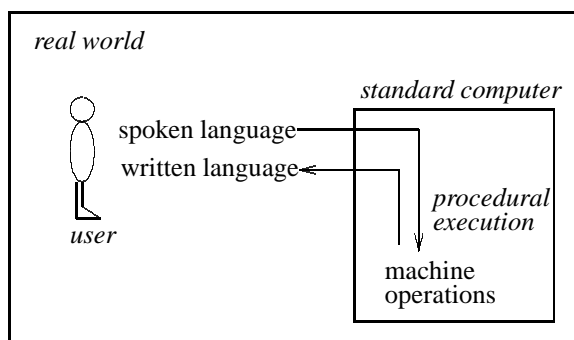 real world
standard computer
spoken language
written language
procedural
execution
user
machine
operations